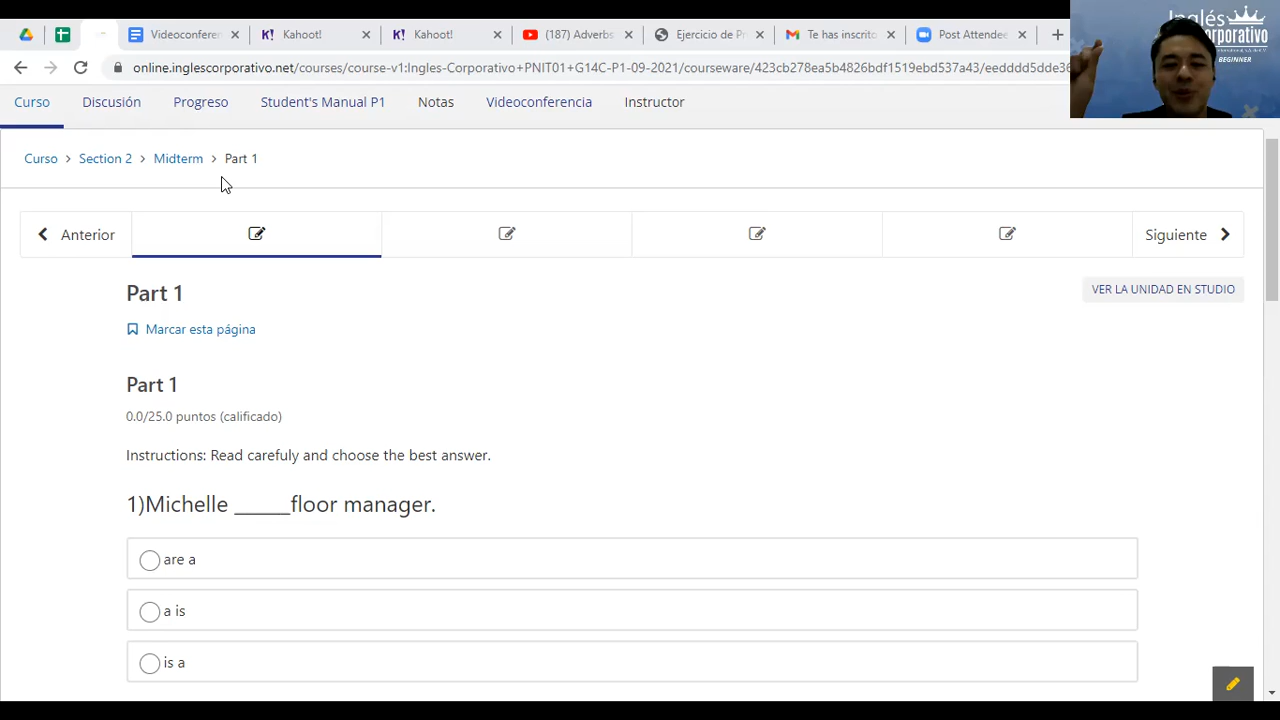 Videoconfere
Kahoot!
Kahoot!
(187) Adverbs
Ejercicio de Pr
Te has inscrito
Post Attendee
online.inglescorporativo.net/courses/course-v1:Ingles-Corporativo+INT01+G14C-P1-09-2021/courseware/423cb278ea5b4826bdf1519ebd537a43/eedddd5dde36
Inglés
Corporativo
BEGINNER
Curso
Discusión
Progreso
Student's Manual P1
Notas
Videoconferencia
Instructor
Curso > Section 2 > Midterm > Part 1
Anterior
Siguiente
Part 1
VER LA UNIDAD EN STUDIO
Marcar esta página
Part 1
0.0/25.0 puntos (calificado)
Instructions: Read carefuly and choose the best answer.
1)Michelle ______floor manager.
are a
a is
is a